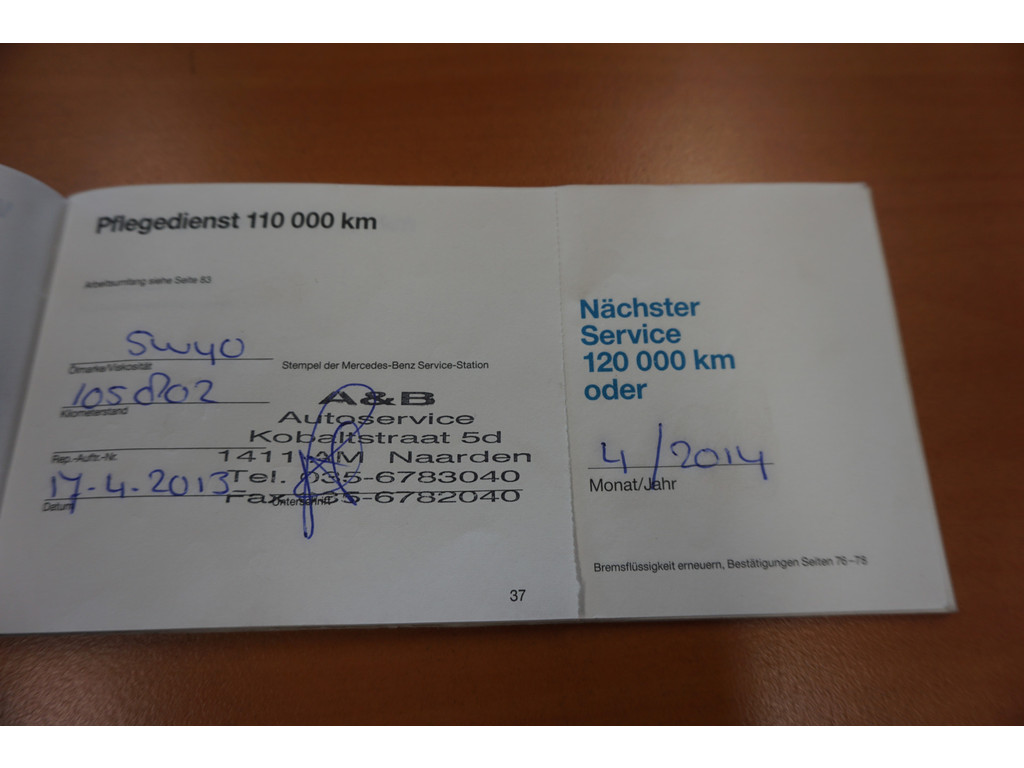 Pflegedienst 110 000 km
Arbeitsumfang siehe Seite 83
5W40
Ölmarke/Viskosität
Stempel der Mercedes-Benz Service-Station
105802
Kilometerstand
A&B
Autoservice
Kobaltstraat 5d
Rep.-Auftr.-Nr.
1411 AM Naarden
17-4-2013
Tel. 035-6783040
Datum
Fax 035-6782040
Unterschrift
37
Nächster
Service
120 000 km
oder
4/2014
Monat/Jahr
Bremsflüssigkeit erneuern, Bestätigungen Seiten 76–78